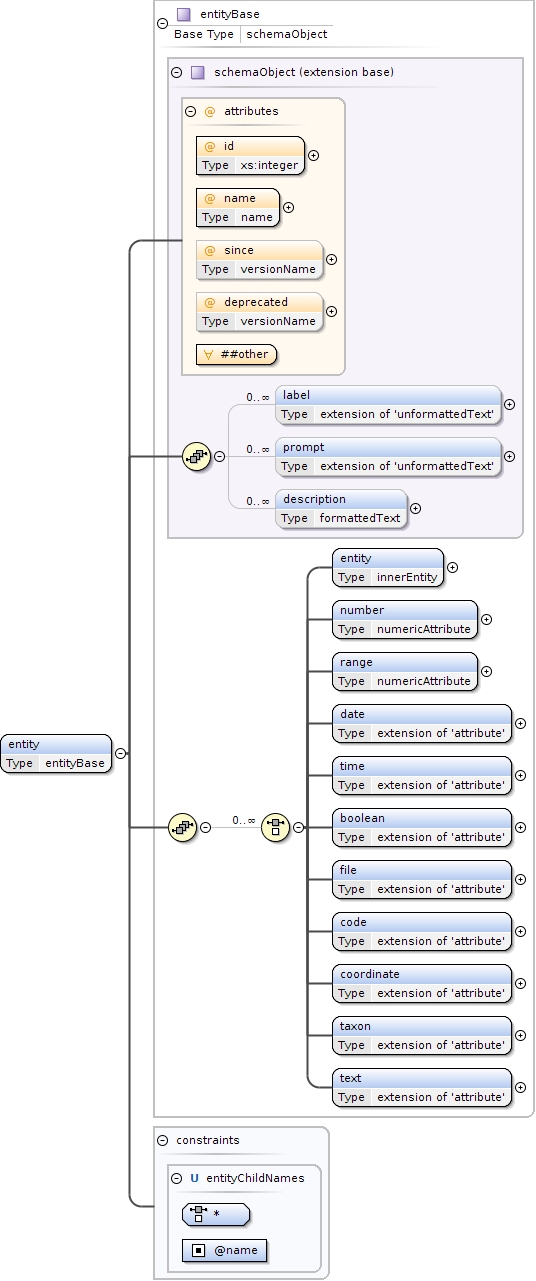 entityBase
Base Type schemaObject
schemaObject (extension base)
@ attributes
@ id
Type xs:integer
@ name
Type name
@ since
Type versionName
@ deprecated
Type versionName
∀ ##other
0..∞ label
Type extension of 'unformattedText'
0..∞ prompt
Type extension of 'unformattedText'
0..∞ description
Type formattedText
entity
Type innerEntity
number
Type numericAttribute
range
Type numericAttribute
date
Type extension of 'attribute'
entity
Type entityBase
time
Type extension of 'attribute'
0..∞
boolean
Type extension of 'attribute'
file
Type extension of 'attribute'
code
Type extension of 'attribute'
coordinate
Type extension of 'attribute'
taxon
Type extension of 'attribute'
text
Type extension of 'attribute'
constraints
U entityChildNames
*
@name